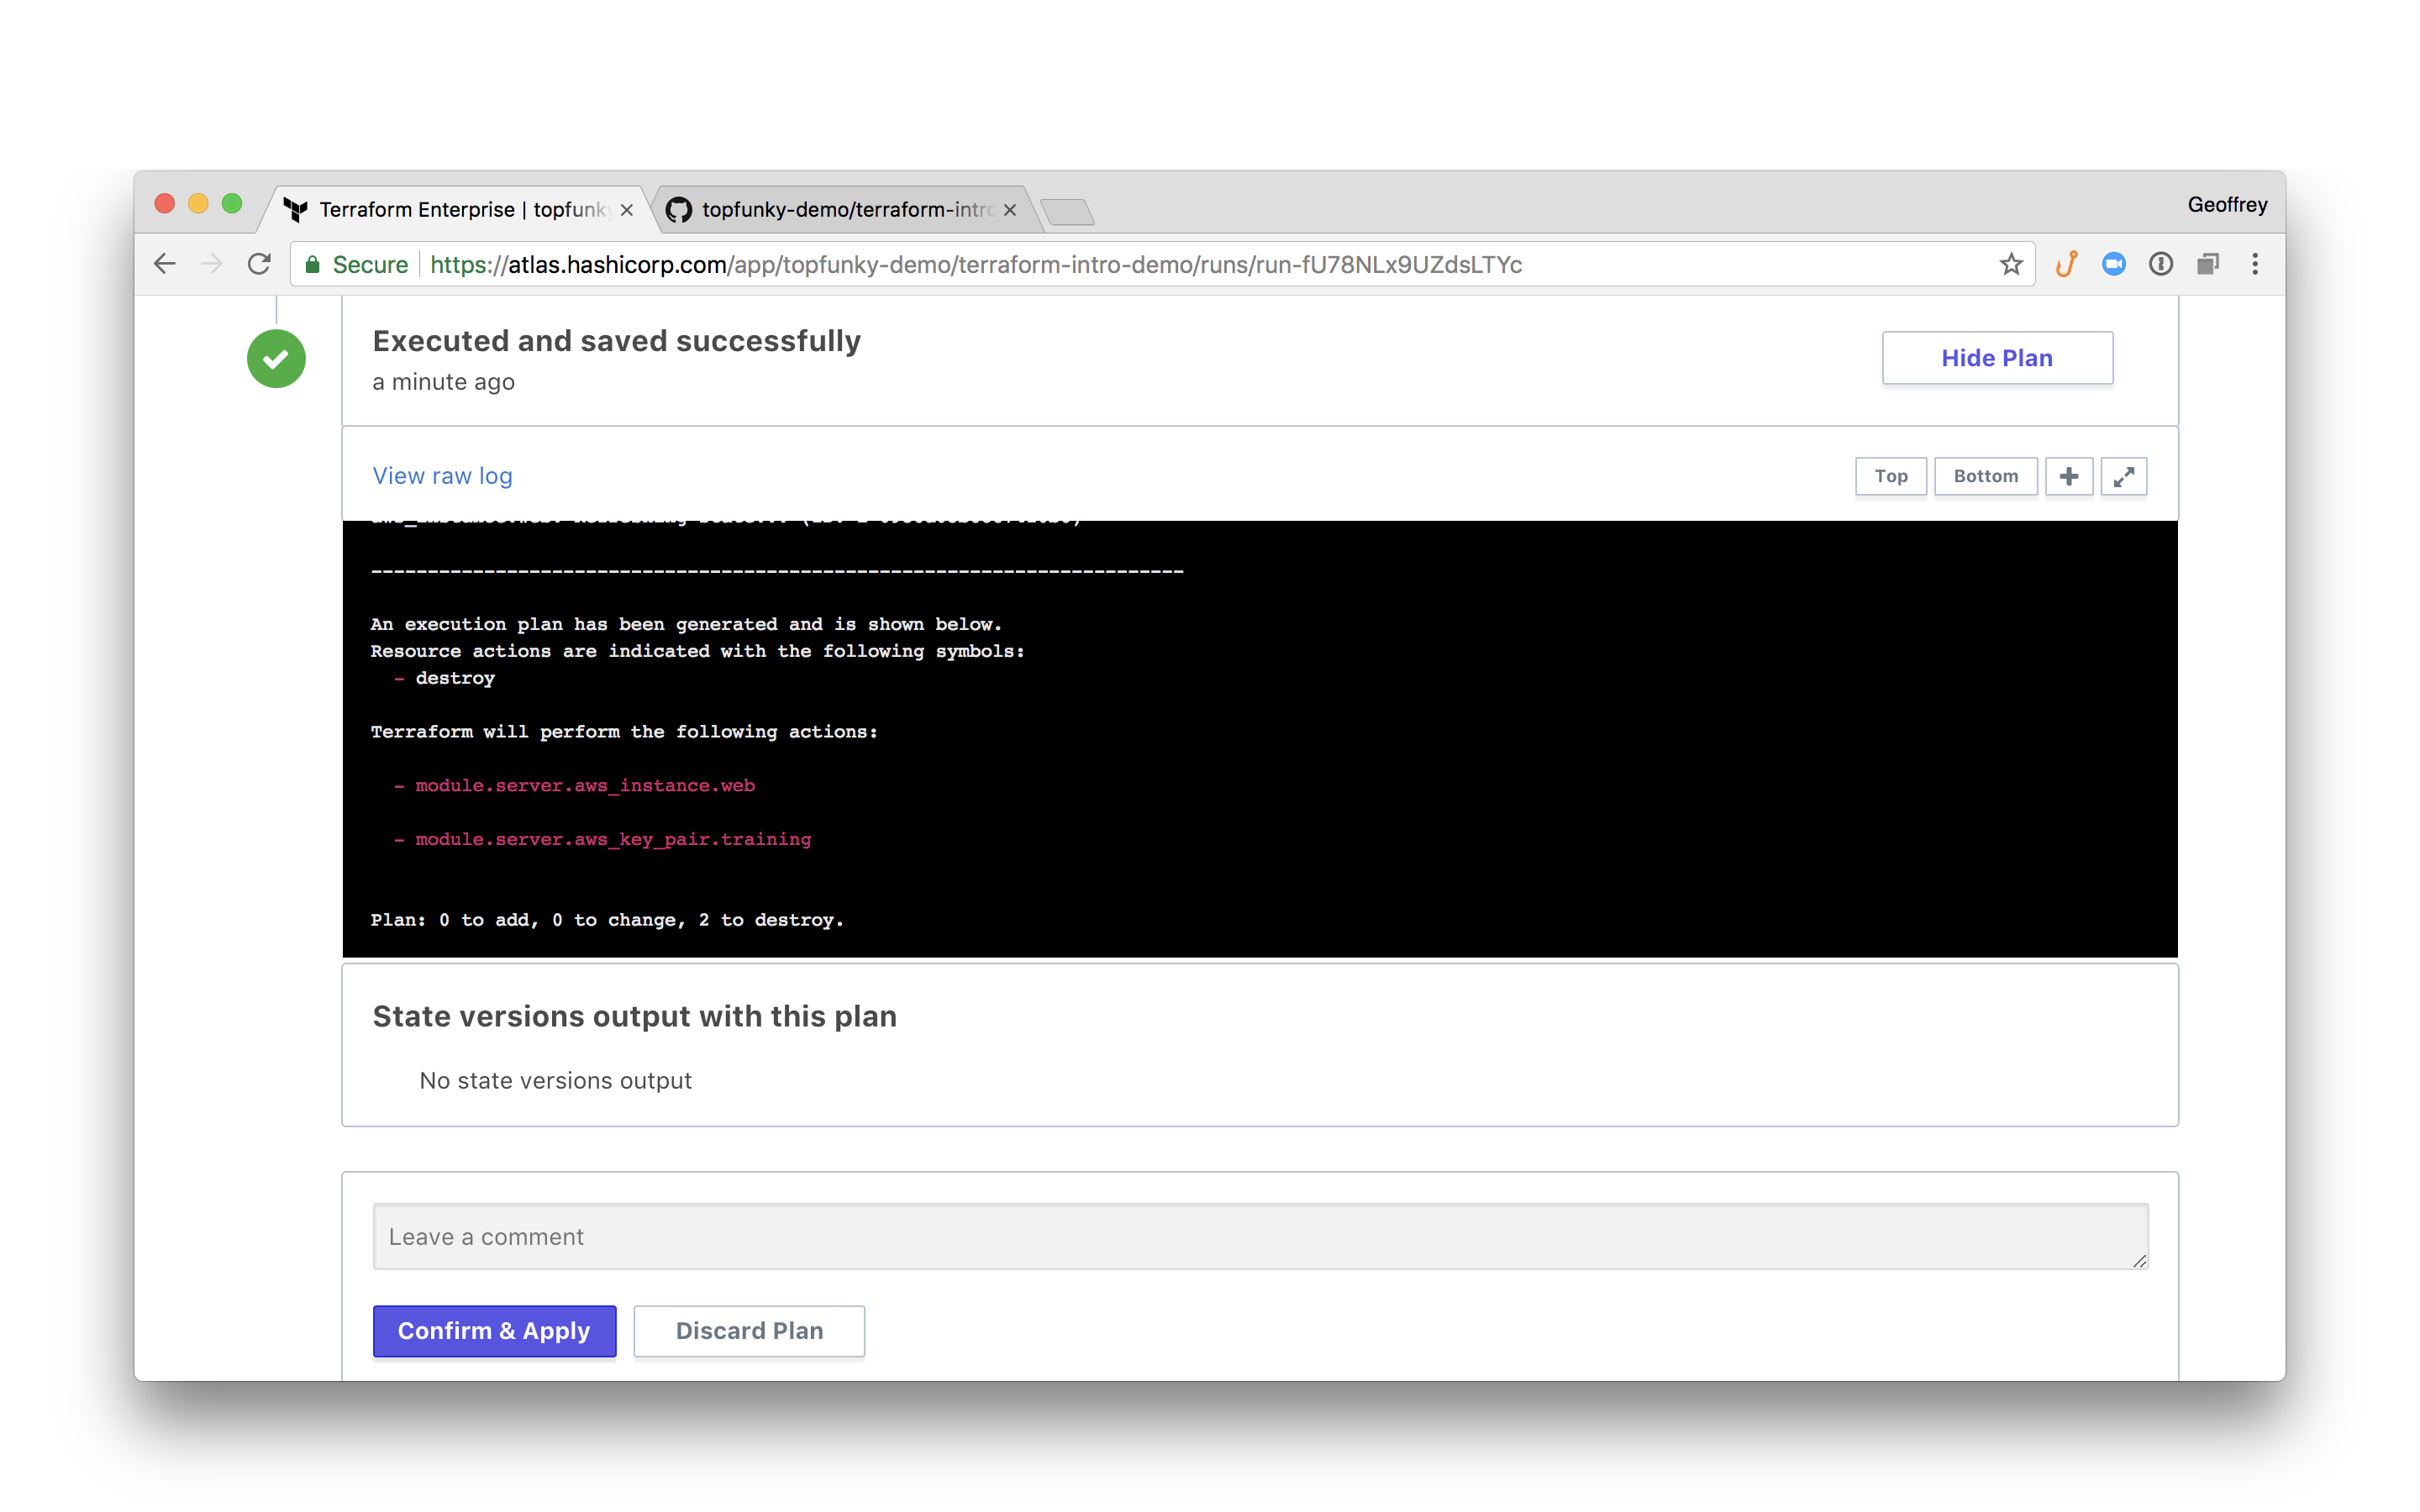 Terraform Enterprise | topfunky
topfunky-demo/terraform-intro
Geoffrey
Secure
https://atlas.hashicorp.com/app/topfunky-demo/terraform-intro-demo/runs/run-fU78NLx9UZdsLTYc
Executed and saved successfully
a minute ago
Hide Plan
View raw log
Top
Bottom
--------------------------------------------------------------------------
An execution plan has been generated and is shown below.
Resource actions are indicated with the following symbols:
- destroy
Terraform will perform the following actions:
- module.server.aws_instance.web
- module.server.aws_key_pair.training
Plan: 0 to add, 0 to change, 2 to destroy.
State versions output with this plan
No state versions output
Leave a comment
Confirm & Apply
Discard Plan